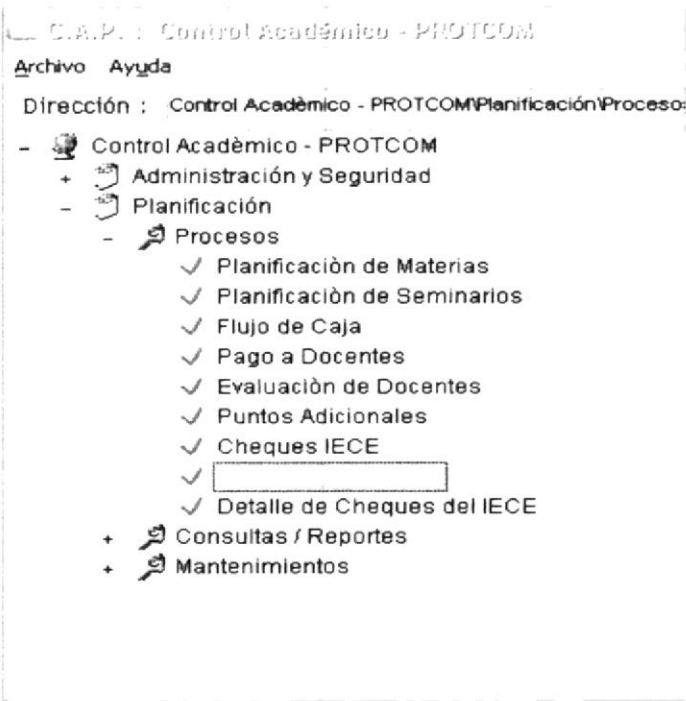 C.A.P. : Control Académico - PROTCOM
Archivo Ayuda
Dirección : Control Acadèmico - PROTCOM\Planificación\Proceso
- Control Acadèmico - PROTCOM
+ Administración y Seguridad
- Planificación
- Procesos
Planificaciòn de Materias
Planificaciòn de Seminarios
Flujo de Caja
Pago a Docentes
Evaluaciòn de Docentes
Puntos Adicionales
Cheques IECE
Detalle de Cheques del IECE
+ Consultas / Reportes
+ Mantenimientos